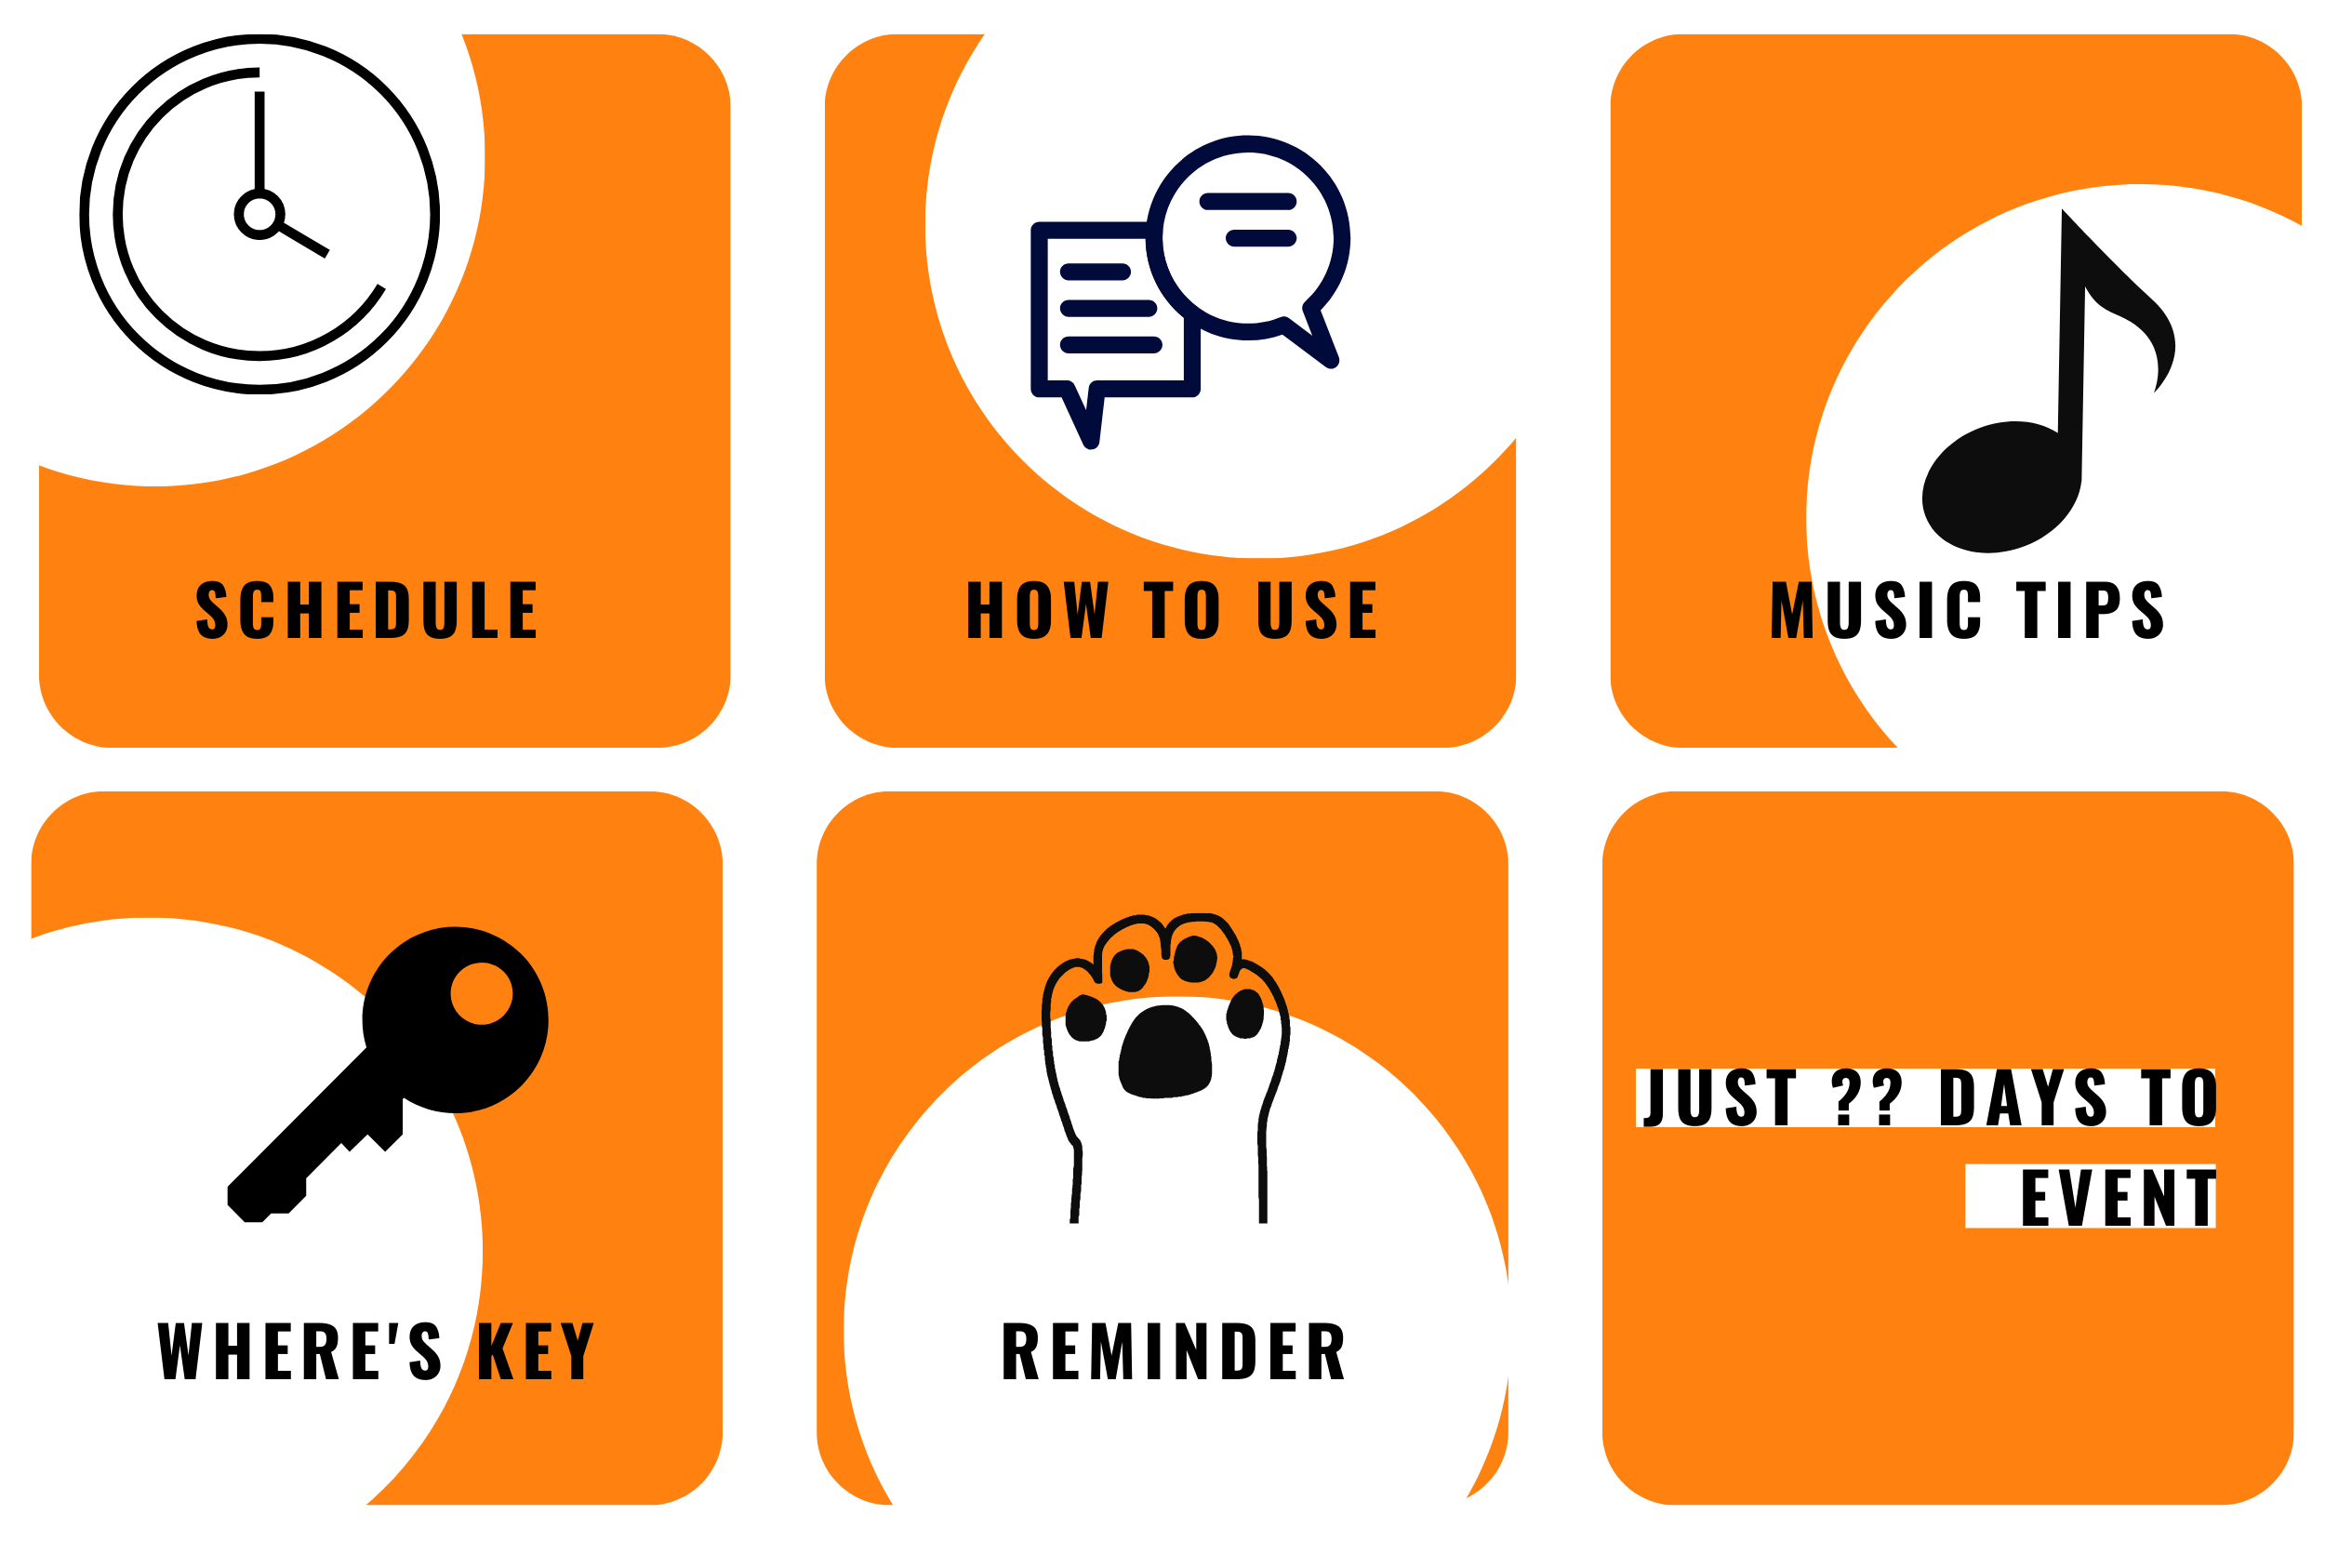 SCHEDULE
HOW TO USE
MUSIC TIPS
WHERE'S KEY
REMINDER
JUST ?? DAYS TO
EVENT